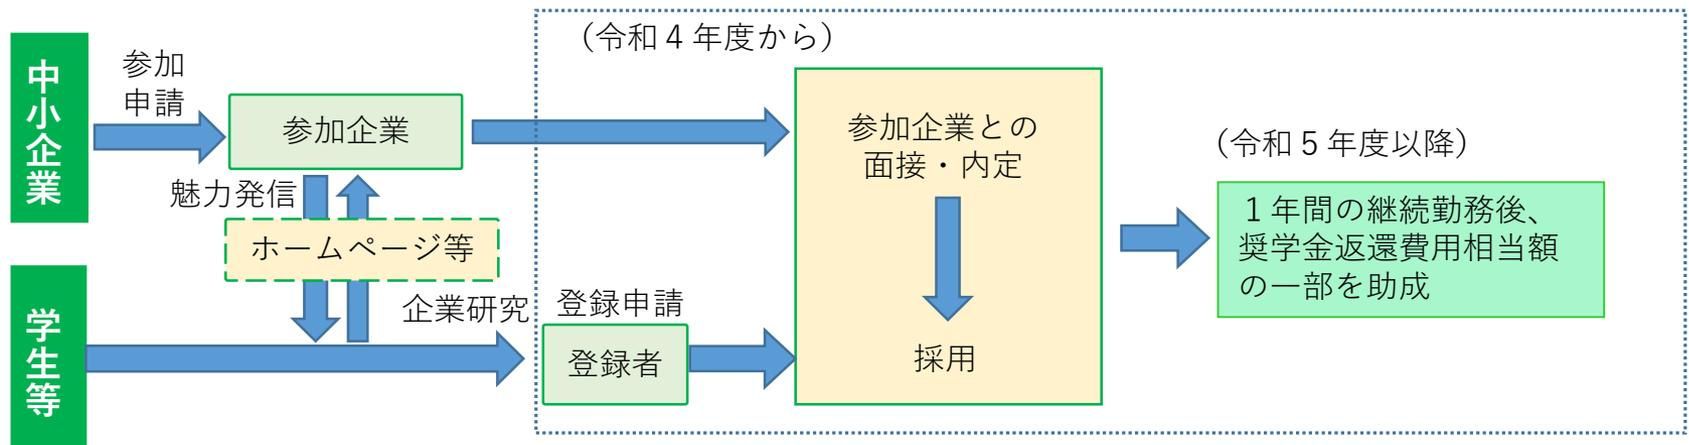 中小企業
参加
申請
参加企業
魅力発信
ホームページ等
企業研究
学生等
（令和４年度から）
登録申請
登録者
参加企業との
面接・内定
採用
（令和５年度以降）
１年間の継続勤務後、
奨学金返還費用相当額
の一部を助成